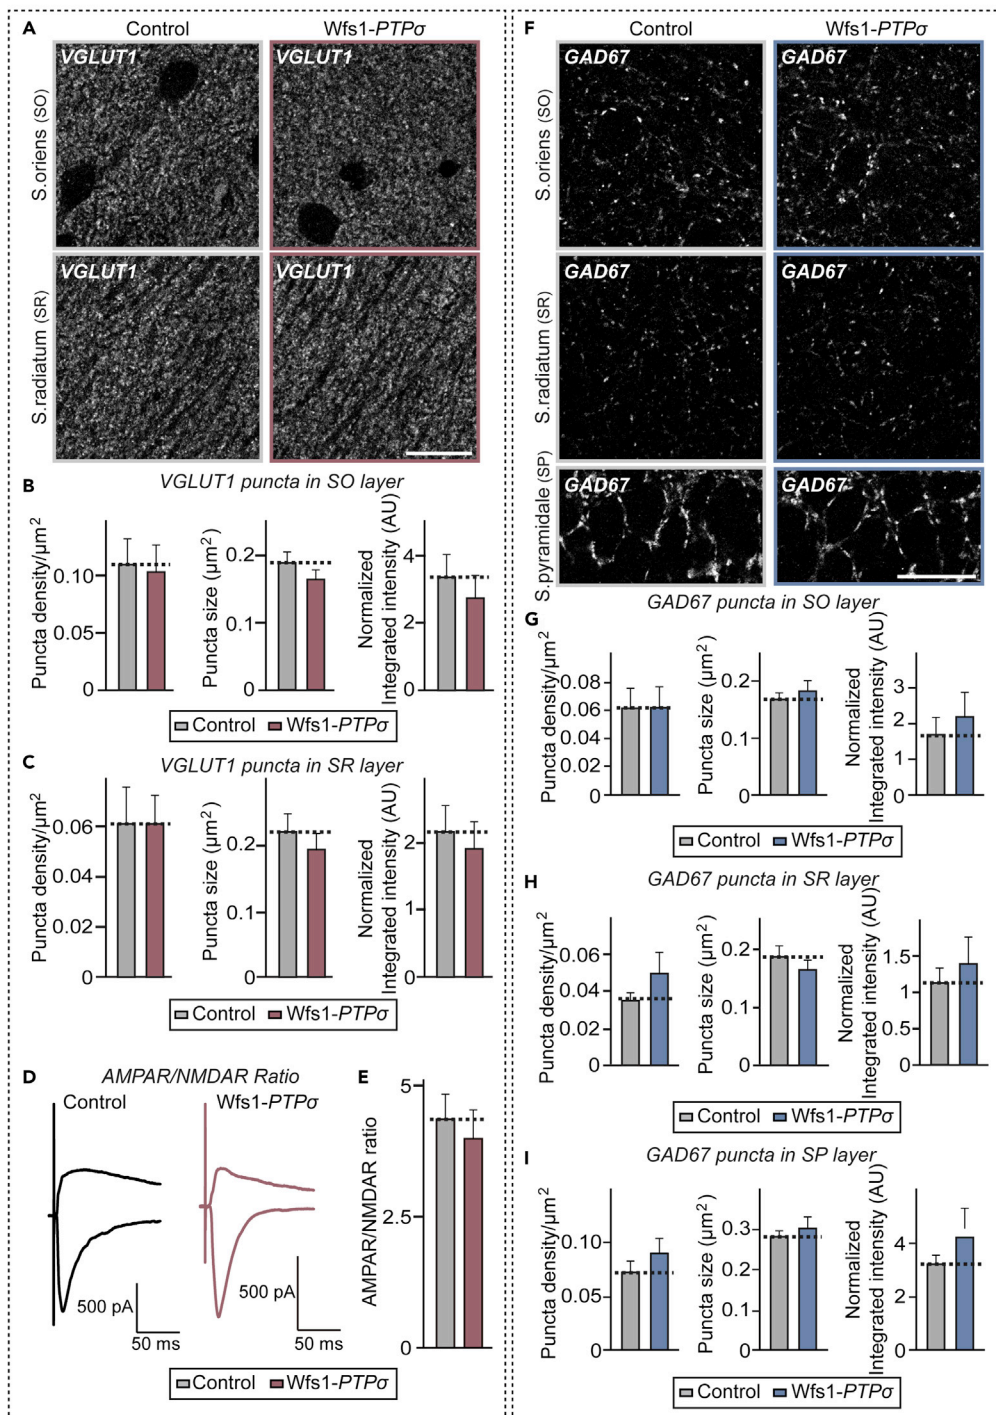 A
Control
Wfs1-PTPσ
S.oriens (SO)
VGLUT1
VGLUT1
S.radiatum (SR)
VGLUT1
VGLUT1
B
VGLUT1 puncta in SO layer
Puncta density/μm²
0.10
0.05
0
Puncta size (μm²)
0.2
0.1
0
Normalized
Integrated intensity (AU)
4
2
0
Control
Wfs1-PTPσ
C
VGLUT1 puncta in SR layer
Puncta density/μm²
0.06
0.04
0.02
0
Puncta size (μm²)
0.2
0.1
0
Normalized
Integrated intensity (AU)
2
1
0
Control
Wfs1-PTPσ
D
AMPAR/NMDAR Ratio
Control
Wfs1-PTPσ
500 pA
50 ms
500 pA
50 ms
E
AMPAR/NMDAR ratio
5
2.5
0
Control
Wfs1-PTPσ
F
Control
Wfs1-PTPσ
S.oriens (SO)
GAD67
GAD67
S.radiatum (SR)
GAD67
GAD67
S.pyramidale (SP)
GAD67
GAD67
G
GAD67 puncta in SO layer
Puncta density/μm²
0.08
0.06
0.04
0.02
0
Puncta size (μm²)
0.2
0.1
0
Normalized
Integrated intensity (AU)
3
2
1
0
Control
Wfs1-PTPσ
H
GAD67 puncta in SR layer
Puncta density/μm²
0.06
0.04
0.02
0
Puncta size (μm²)
0.2
0.1
0
Normalized
Integrated intensity (AU)
1.5
1
0.5
0
Control
Wfs1-PTPσ
I
GAD67 puncta in SP layer
Puncta density/μm²
0.10
0.05
0
Puncta size (μm²)
0.3
0.2
0.1
0
Normalized
Integrated intensity (AU)
4
2
0
Control
Wfs1-PTPσ